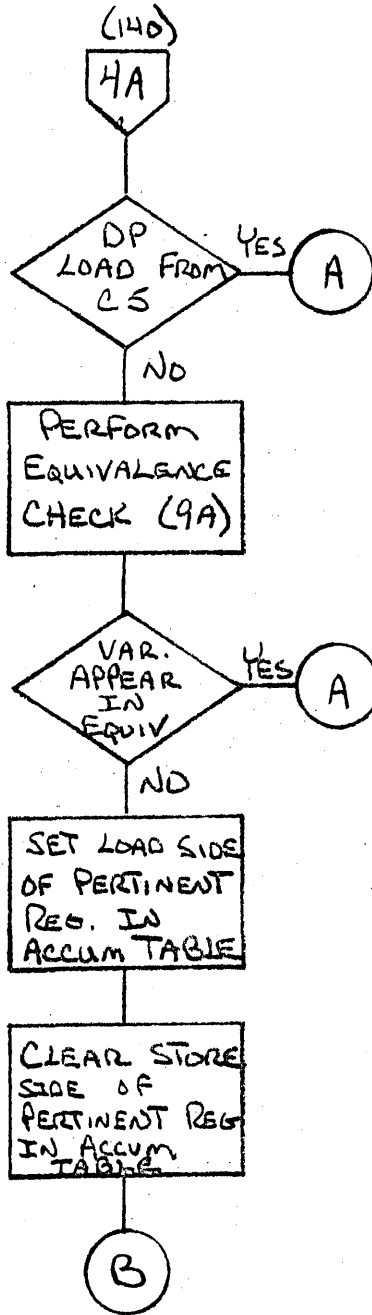 (140)
4A
DP
LOAD FROM
CS
YES
A
NO
PERFORM
EQUIVALENCE
CHECK (9A)
VAR.
APPEAR
IN
EQUIV
YES
A
NO
SET LOAD SIDE
OF PERTINENT
REG. IN
ACCUM TABLE
CLEAR STORE
SIDE OF
PERTINENT REG
IN ACCUM
TABLE
B